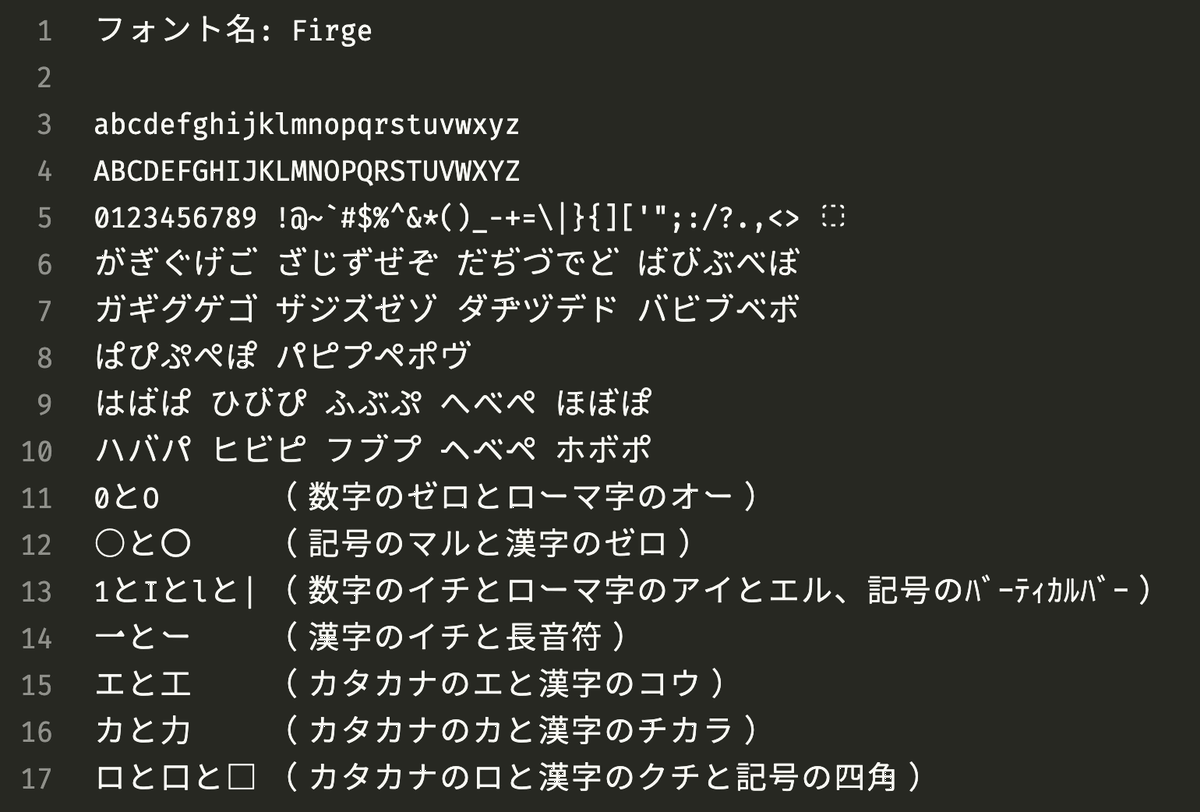 1 フォント名: Firge
2
3 abcdefghijklmnopqrstuvwxyz
4 ABCDEFGHIJKLMNOPQRSTUVWXYZ
5 0123456789 !@~`#$%^&*()_-+=\|}{]['";:/?.,<> 　
6 がぎぐげご ざじずぜぞ だぢづでど ばびぶべぼ
7 ガギグゲゴ ザジズゼゾ ダヂヅデド バビブベボ
8 ぱぴぷぺぽ パピプペポヴ
9 はばぱ ひびぴ ふぶぷ へべぺ ほぼぽ
10 ハバパ ヒビピ フブプ ヘベペ ホボポ
11 0とO （数字のゼロとローマ字のオー）
12 ○と〇 （記号のマルと漢字のゼロ）
13 1とIとlと| （数字のイチとローマ字のアイとエル、記号のﾊﾞｰﾃｨｶﾙﾊﾞｰ）
14 一とー （漢字のイチと長音符）
15 エと工 （カタカナのエと漢字のコウ）
16 カと力 （カタカナのカと漢字のチカラ）
17 ロと口と□ （カタカナのロと漢字のクチと記号の四角）